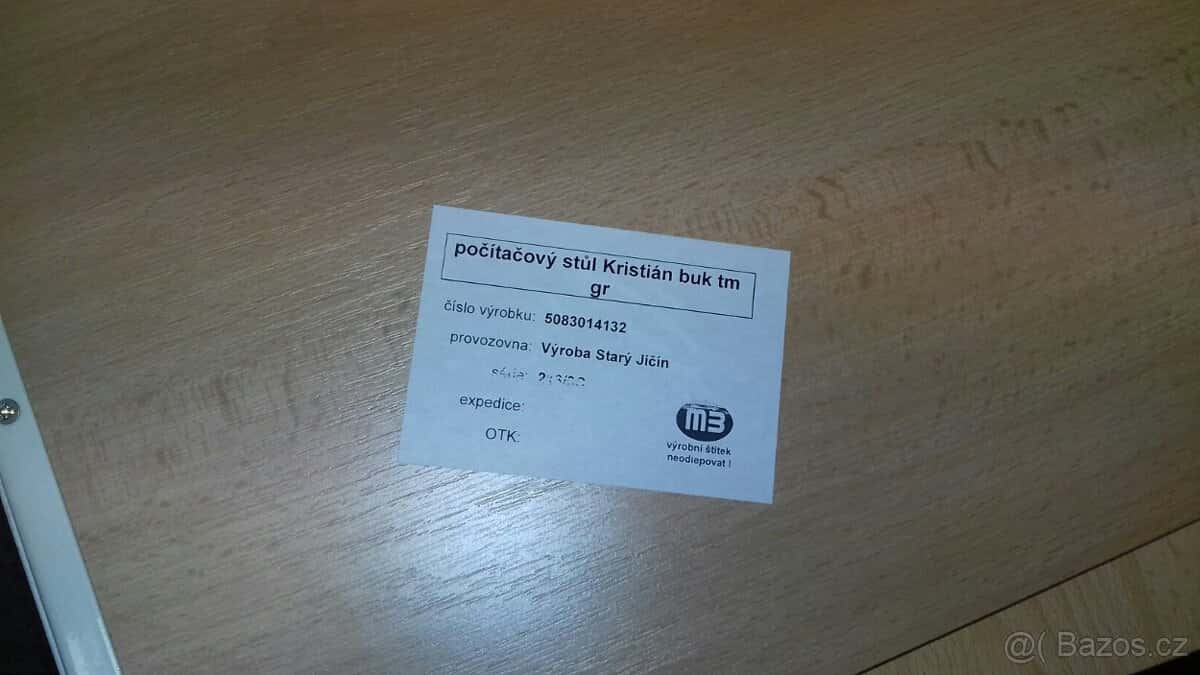 počítačový stůl Kristián buk tm
gr
číslo výrobku: 5083014132
provozovna: Výroba Starý Jičín
série:
expedice:
OTK:
výrobní štítek
neodlepovat !
@( Bazos.cz